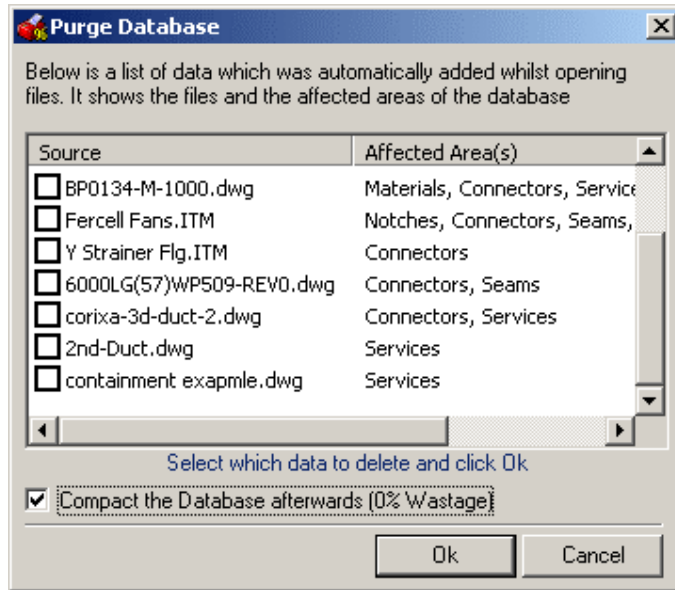 Purge Database
Below is a list of data which was automatically added whilst opening
files. It shows the files and the affected areas of the database
Source Affected Area(s)
BP0134-M-1000.dwg Materials, Connectors, Service
Fercell Fans.ITM Notches, Connectors, Seams,
Y Strainer Flg.ITM Connectors
6000LG(57)WP509-REV0.dwg Connectors, Seams
corixa-3d-duct-2.dwg Connectors, Services
2nd-Duct.dwg Services
containment exapmle.dwg Services
Select which data to delete and click Ok
Compact the Database afterwards (0% Wastage)
Ok Cancel